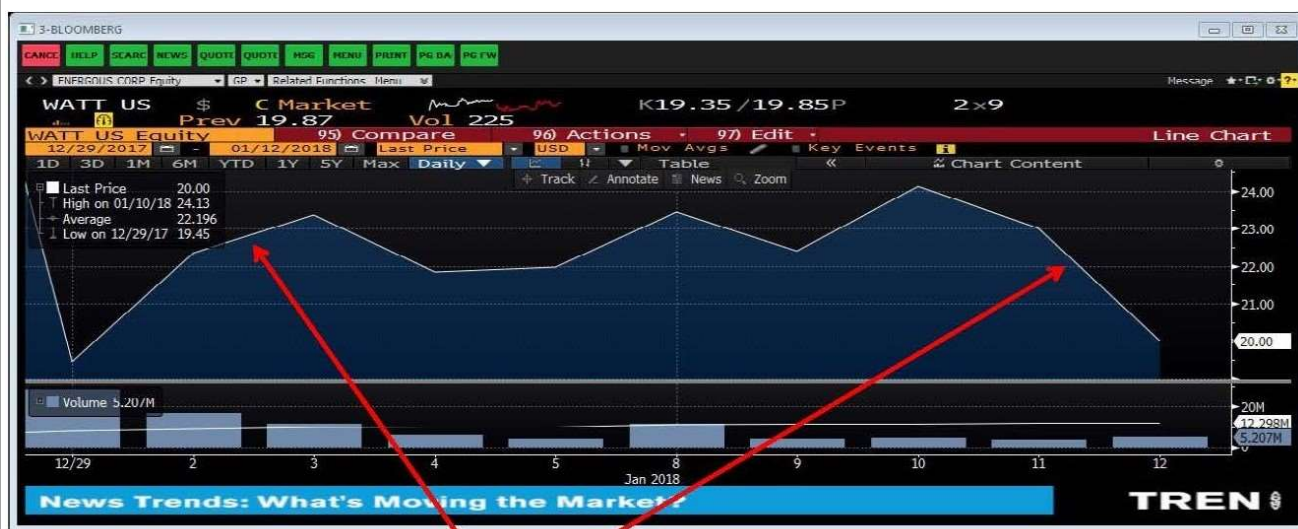 3-BLOOMBERG
CANCE HELP SEARC NEWS QUOTE QUOTE MSG MENU PRINT PG BA PG FW
< > ENERGOUS CORP Equity GP Related Functions Menu Message
WATT US $ C Market K19.35/19.85P 2×9
Prev 19.87 Vol 225
WATT US Equity 95) Compare 96) Actions 97) Edit Line Chart
12/29/2017 - 01/12/2018 Last Price USD Mov Avgs Key Events
1D 3D 1M 6M YTD 1Y 5Y Max Daily Table « Chart Content
Track Annotate News Zoom
Last Price 20.00
High on 01/10/18 24.13
Average 22.196
Low on 12/29/17 19.45
24.00
23.00
22.00
21.00
20.00
Volume 5.207M
20M
12.298M
5.207M
0
12/29 2 3 4 5 8 9 10 11 12
Jan 2018
News Trends: What's Moving the Market?
TREN